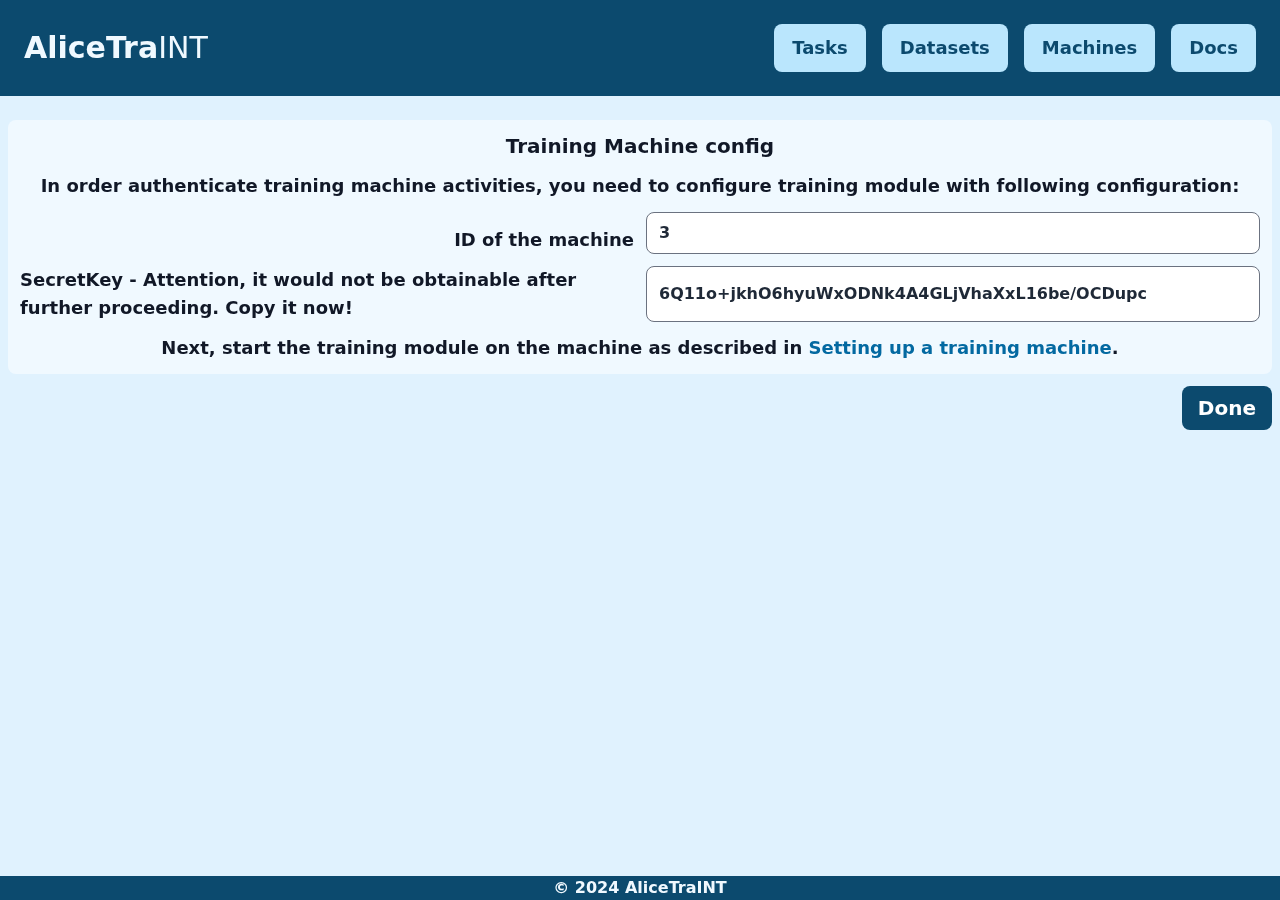 AliceTraINT
Tasks
Datasets
Machines
Docs
Training Machine config
In order authenticate training machine activities, you need to configure training module with following configuration:
ID of the machine
3
SecretKey - Attention, it would not be obtainable after
further proceeding. Copy it now!
6Q11o+jkhO6hyuWxODNk4A4GLjVhaXxL16be/OCDupc
Next, start the training module on the machine as described in Setting up a training machine.
Done
© 2024 AliceTraINT